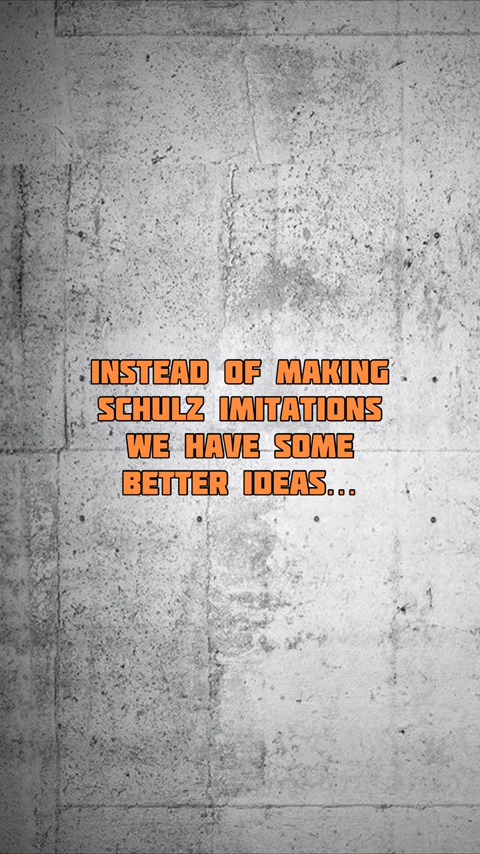 INSTEAD OF MAKING
SCHULZ IMITATIONS
WE HAVE SOME
BETTER IDEAS...